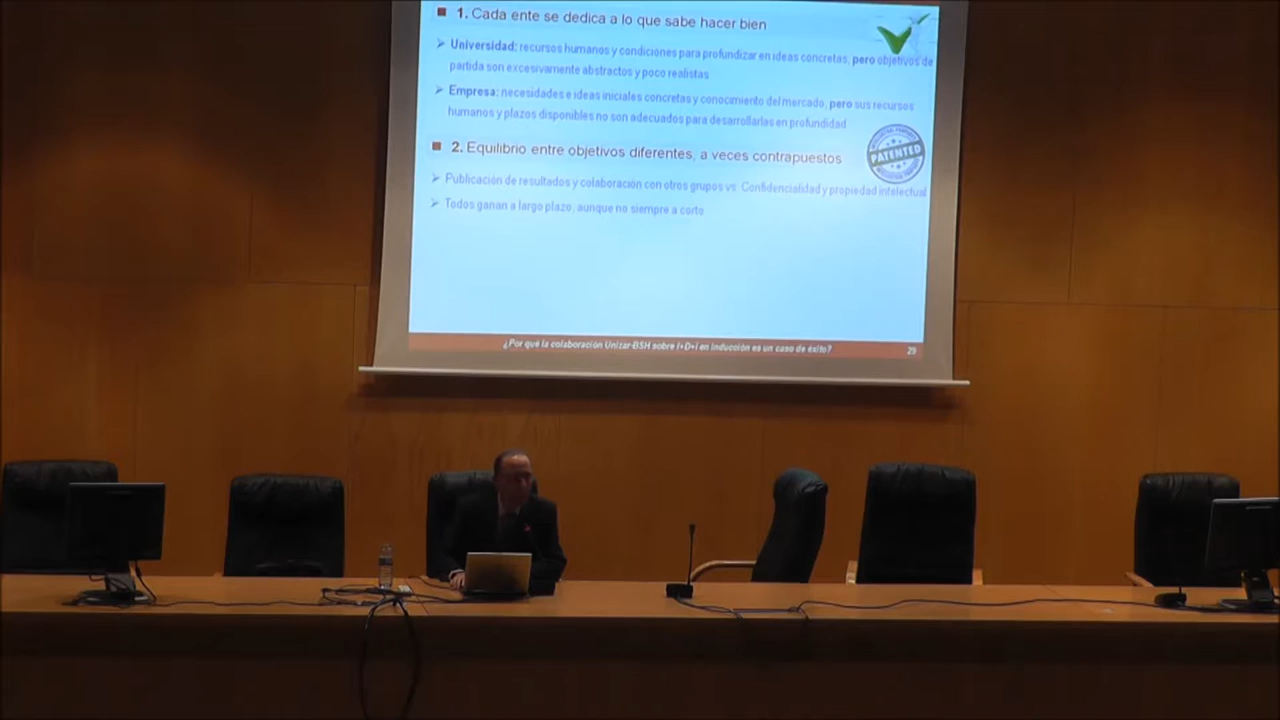 1. Cada ente se dedica a lo que sabe hacer bien
Universidad: recursos humanos y condiciones para profundizar en ideas concretas, pero objetivos de
partida son excesivamente abstractos y poco realistas
Empresa: necesidades e ideas iniciales concretas y conocimiento del mercado, pero sus recursos
humanos y plazos disponibles no son adecuados para desarrollarlas en profundidad
2. Equilibrio entre objetivos diferentes, a veces contrapuestos
PATENTED
Publicación de resultados y colaboración con otros grupos vs. Confidencialidad y propiedad intelectual
Todos ganan a largo plazo, aunque no siempre a corto
¿Por qué la colaboración Unizar-BSH sobre I+D+i en inducción es un caso de éxito? 29